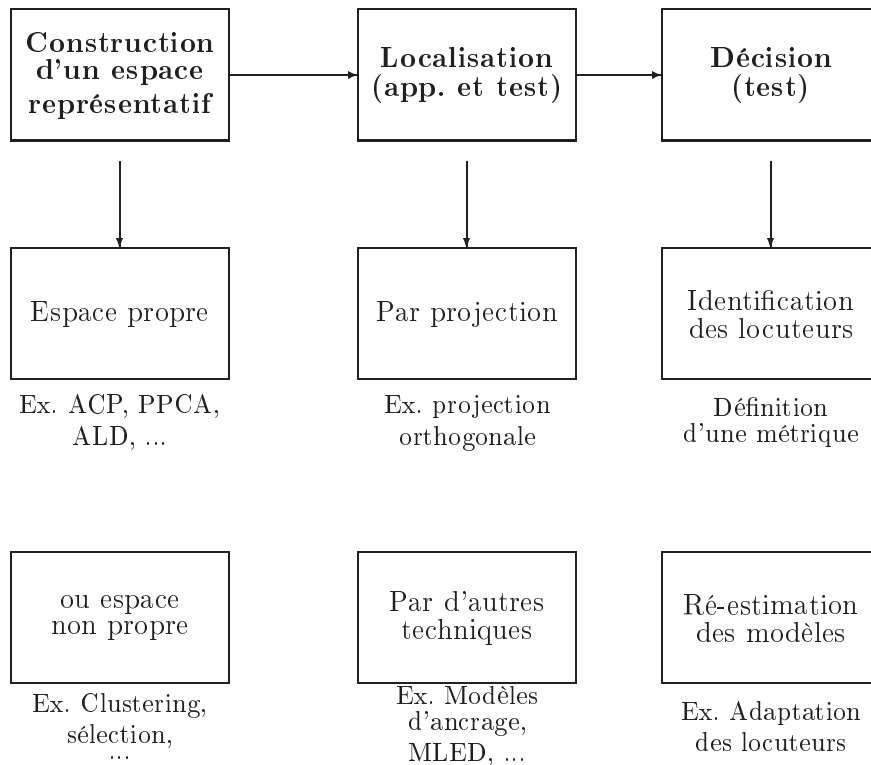 Construction
d'un espace
représentatif
Localisation
(app. et test)
Décision
(test)
Espace propre
Par projection
Identification
des locuteurs
Ex. ACP, PPCA,
ALD, ...
Ex. projection
orthogonale
Définition
d'une métrique
ou espace
non propre
Par d'autres
techniques
Ré-estimation
des modèles
Ex. Clustering,
sélection,
...
Ex. Modèles
d'ancrage,
MLED, ...
Ex. Adaptation
des locuteurs